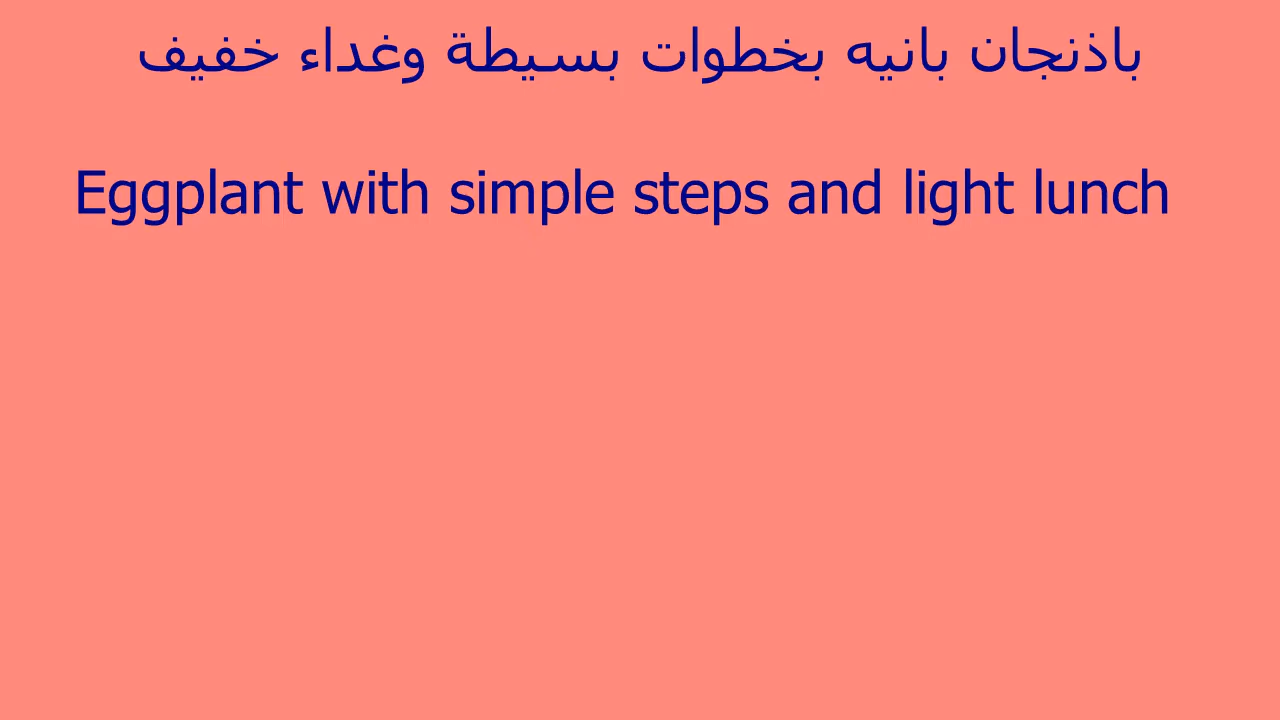 باذنجان بانيه بخطوات بسيطة وغداء خفيف
Eggplant with simple steps and light lunch